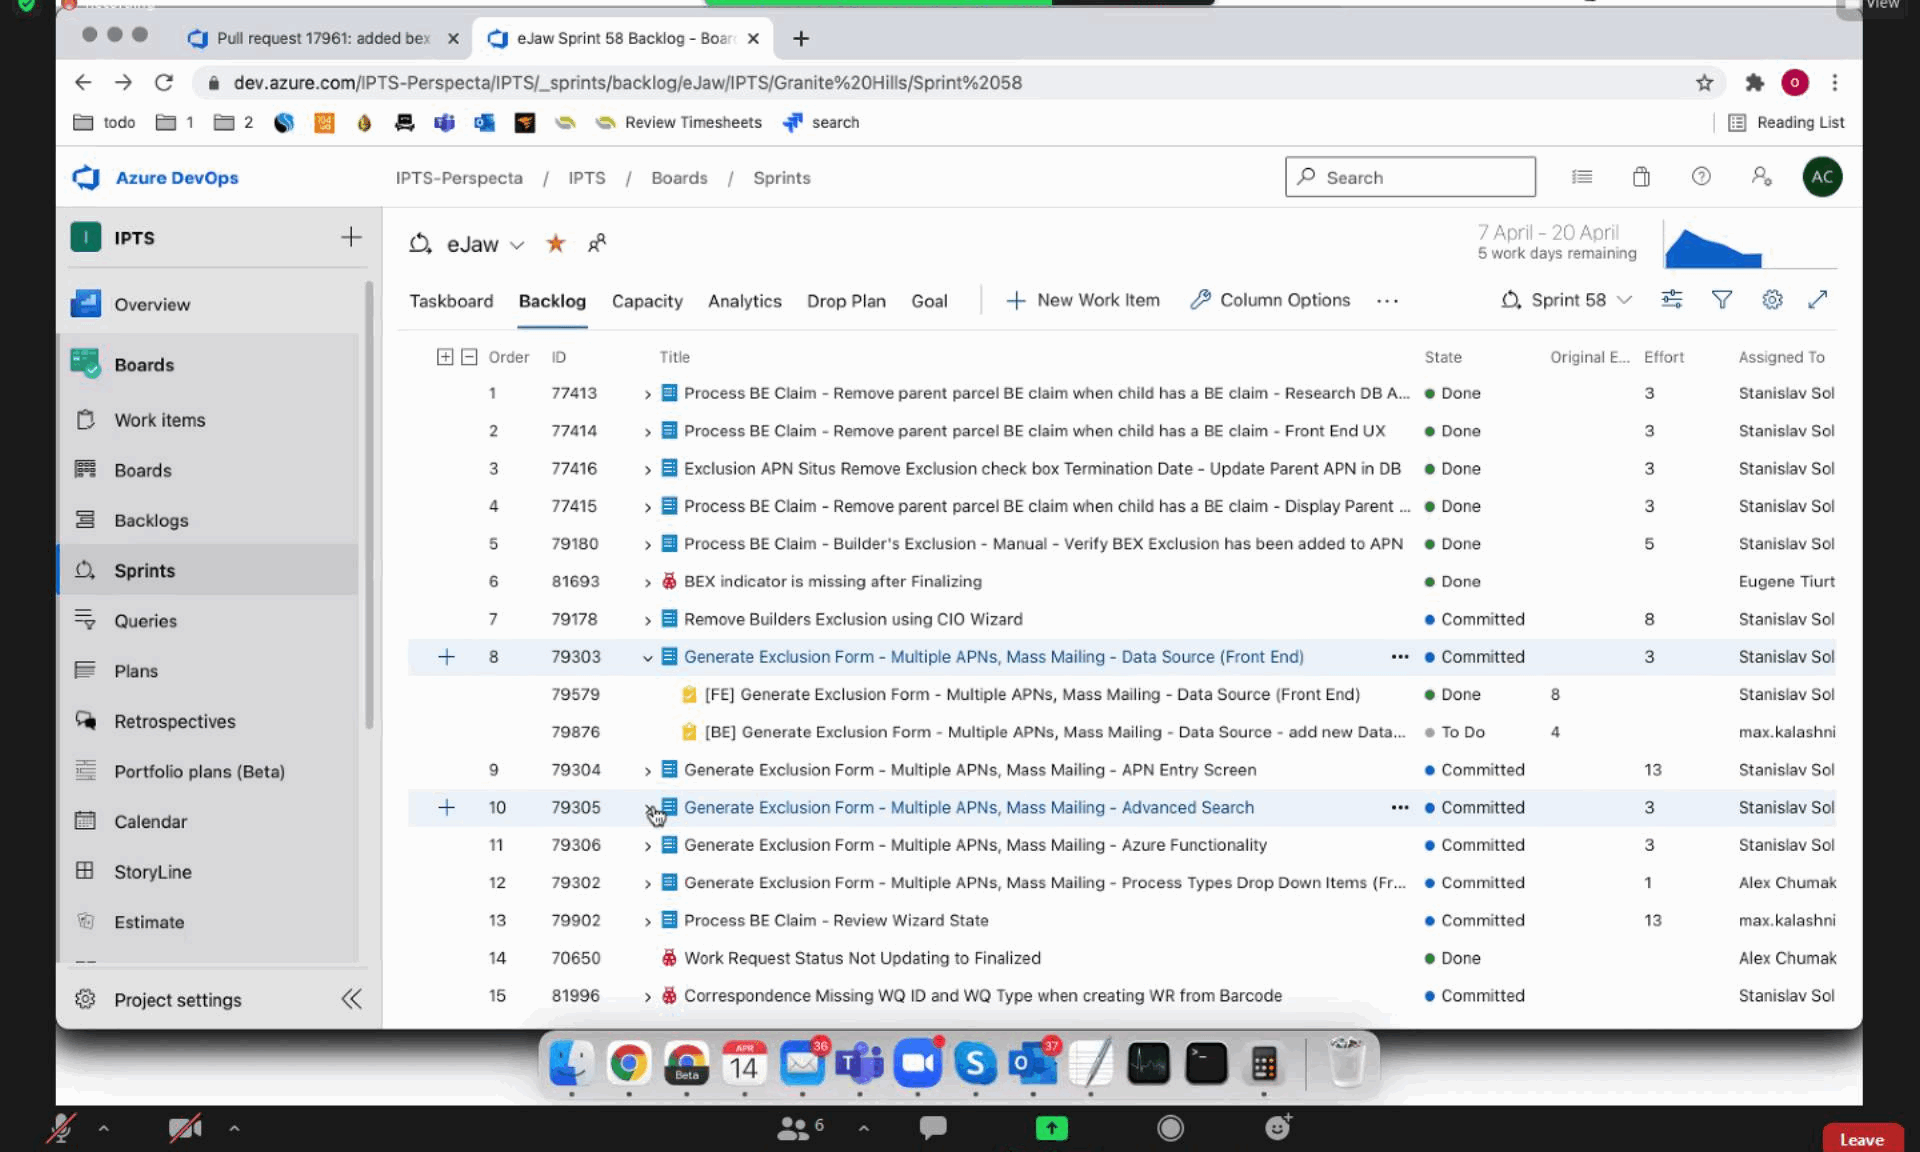 View
Pull request 17961: added bex
eJaw Sprint 58 Backlog - Boar
dev.azure.com/IPTS-Perspecta/IPTS/_sprints/backlog/eJaw/IPTS/Granite%20Hills/Sprint%2058
O
todo 1 2 Review Timesheets search Reading List
Azure DevOps IPTS-Perspecta / IPTS / Boards / Sprints Search AC
I IPTS
eJaw
7 April - 20 April
5 work days remaining
Overview
Taskboard Backlog Capacity Analytics Drop Plan Goal New Work Item Column Options ... Sprint 58
Boards
Work items
Boards
Backlogs
Sprints
Queries
Plans
Retrospectives
Portfolio plans (Beta)
Calendar
StoryLine
Estimate
Project settings
Order ID Title State Original E... Effort Assigned To
1 77413 Process BE Claim - Remove parent parcel BE claim when child has a BE claim - Research DB A... Done 3 Stanislav Sol
2 77414 Process BE Claim - Remove parent parcel BE claim when child has a BE claim - Front End UX Done 3 Stanislav Sol
3 77416 Exclusion APN Situs Remove Exclusion check box Termination Date - Update Parent APN in DB Done 3 Stanislav Sol
4 77415 Process BE Claim - Remove parent parcel BE claim when child has a BE claim - Display Parent ... Done 3 Stanislav Sol
5 79180 Process BE Claim - Builder's Exclusion - Manual - Verify BEX Exclusion has been added to APN Done 5 Stanislav Sol
6 81693 BEX indicator is missing after Finalizing Done Eugene Tiurt
7 79178 Remove Builders Exclusion using CIO Wizard Committed 8 Stanislav Sol
8 79303 Generate Exclusion Form - Multiple APNs, Mass Mailing - Data Source (Front End) ... Committed 3 Stanislav Sol
79579 [FE] Generate Exclusion Form - Multiple APNs, Mass Mailing - Data Source (Front End) Done 8 Stanislav Sol
79876 [BE] Generate Exclusion Form - Multiple APNs, Mass Mailing - Data Source - add new Data... To Do 4 max.kalashni
9 79304 Generate Exclusion Form - Multiple APNs, Mass Mailing - APN Entry Screen Committed 13 Stanislav Sol
10 79305 Generate Exclusion Form - Multiple APNs, Mass Mailing - Advanced Search ... Committed 3 Stanislav Sol
11 79306 Generate Exclusion Form - Multiple APNs, Mass Mailing - Azure Functionality Committed 3 Stanislav Sol
12 79302 Generate Exclusion Form - Multiple APNs, Mass Mailing - Process Types Drop Down Items (Fr... Committed 1 Alex Chumak
13 79902 Process BE Claim - Review Wizard State Committed 13 max.kalashni
14 70650 Work Request Status Not Updating to Finalized Done Alex Chumak
15 81996 Correspondence Missing WQ ID and WQ Type when creating WR from Barcode Committed Stanislav Sol
Beta APR 14 36 T S O 37
6
Leave